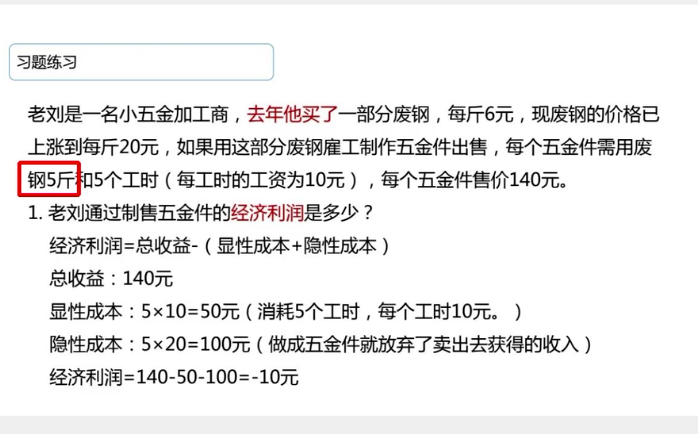 习题练习
老刘是一名小五金加工商，去年他买了一部分废钢，每斤6元，现废钢的价格已
上涨到每斤20元，如果用这部分废钢雇工制作五金件出售，每个五金件需用废
钢5斤和5个工时（每工时的工资为10元），每个五金件售价140元。
1. 老刘通过制售五金件的经济利润是多少？
经济利润=总收益-（显性成本+隐性成本）
总收益：140元
显性成本：5×10=50元（消耗5个工时，每个工时10元。）
隐性成本：5×20=100元（做成五金件就放弃了卖出去获得的收入）
经济利润=140-50-100=-10元